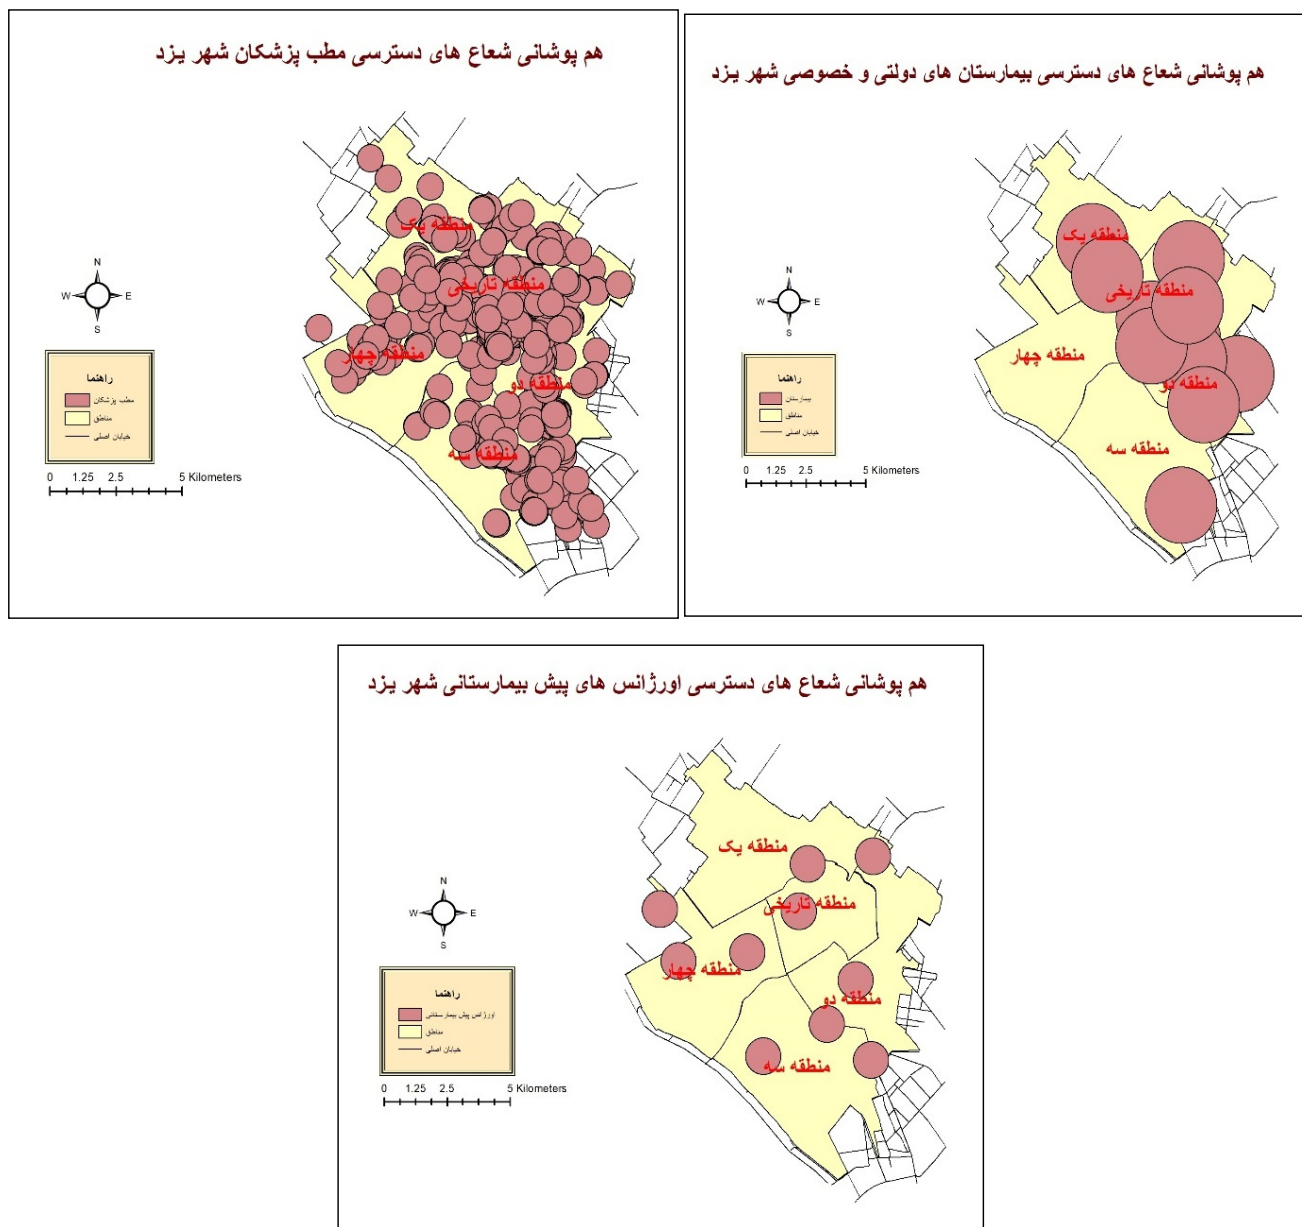 هم پوشانی شعاع های دسترسی مطب پزشکان شهر یزد
منطقه یک
منطقه تاریخی
منطقه چهار
منطقه دو
منطقه سه
N
W
E
S
راهنما
مطب پزشکان
مناطق
خیابان اصلی
0 1.25 2.5 5 Kilometers
هم پوشانی شعاع های دسترسی بیمارستان های دولتی و خصوصی شهر یزد
منطقه یک
منطقه تاریخی
منطقه چهار
منطقه دو
منطقه سه
N
W
E
S
راهنما
بیمارستان
مناطق
خیابان اصلی
0 1.25 2.5 5 Kilometers
هم پوشانی شعاع های دسترسی اورژانس های پیش بیمارستانی شهر یزد
منطقه یک
منطقه تاریخی
منطقه چهار
منطقه دو
منطقه سه
N
W
E
S
راهنما
اورژانس پیش بیمارستانی
مناطق
خیابان اصلی
0 1.25 2.5 5 Kilometers